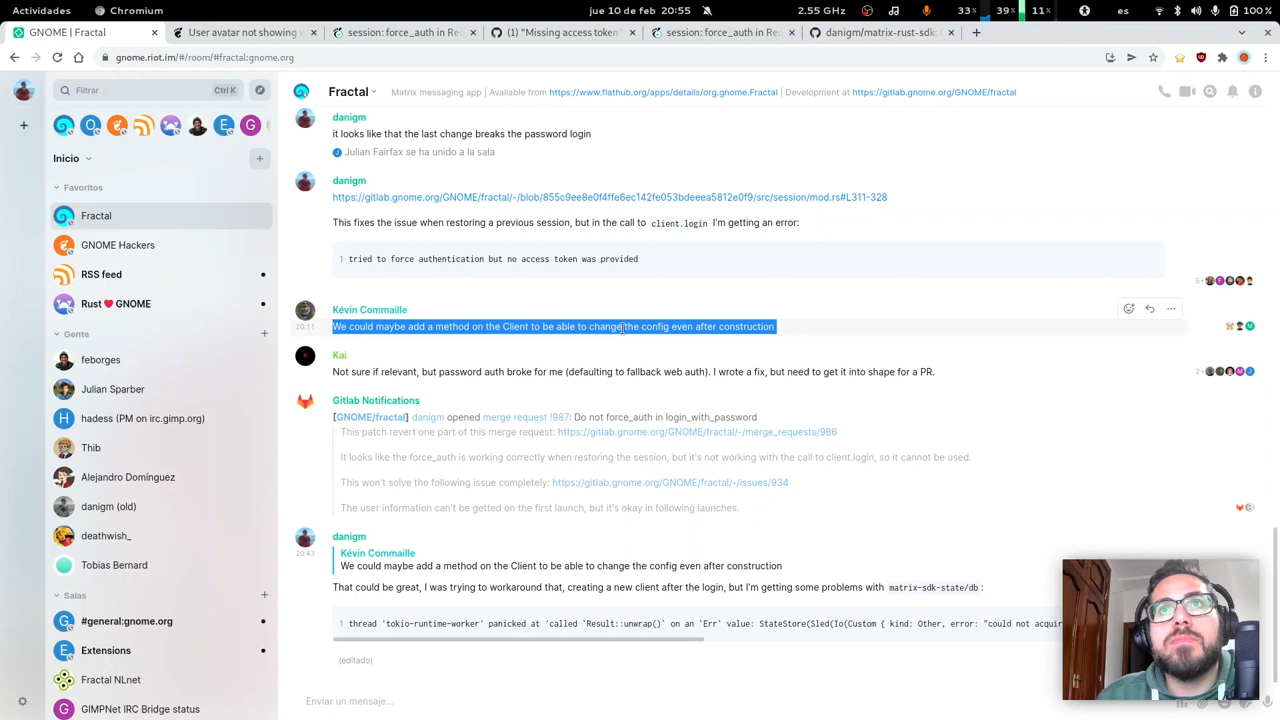 Actividades
Chromium
jue 10 de feb 20:55
2.55 GHz
33%
39%
11%
es
100 %
GNOME | Fractal
User avatar not showing w
session: force_auth in Req
(1) "Missing access token"
session: force_auth in Req
danigm/matrix-rust-sdk:
gnome.riot.im/#/room/#fractal:gnome.org
Filtrar
Ctrl K
Fractal
Matrix messaging app | Available from https://www.flathub.org/apps/details/org.gnome.Fractal | Development at https://gitlab.gnome.org/GNOME/fractal
Inicio
Favoritos
Fractal
GNOME Hackers
RSS feed
Rust ❤️ GNOME
Gente
feborges
Julian Sparber
hadess (PM on irc.gimp.org)
Thib
Alejandro Domínguez
danigm (old)
deathwish_
Tobias Bernard
Salas
#general:gnome.org
Extensions
Fractal NLnet
GIMPNet IRC Bridge status
danigm
it looks like that the last change breaks the password login
Julian Fairfax se ha unido a la sala
danigm
https://gitlab.gnome.org/GNOME/fractal/-/blob/855c9ee8e0f4ffe6ec142fe053bdeeea5812e0f9/src/session/mod.rs#L311-328
This fixes the issue when restoring a previous session, but in the call to client.login I'm getting an error:
1 tried to force authentication but no access token was provided
5+
Kévin Commaille
20:11 We could maybe add a method on the Client to be able to change the config even after construction
Kai
Not sure if relevant, but password auth broke for me (defaulting to fallback web auth). I wrote a fix, but need to get it into shape for a PR.
2+
Gitlab Notifications
[GNOME/fractal] danigm opened merge request !987: Do not force_auth in login_with_password
This patch revert one part of this merge request: https://gitlab.gnome.org/GNOME/fractal/-/merge_requests/986
It looks like the force_auth is working correctly when restoring the session, but it's not working with the call to client.login, so it cannot be used.
This won't solve the following issue completely: https://gitlab.gnome.org/GNOME/fractal/-/issues/934
The user information can't be getted on the first launch, but it's okay in following launches.
danigm
20:43
Kévin Commaille
We could maybe add a method on the Client to be able to change the config even after construction
That could be great, I was trying to workaround that, creating a new client after the login, but I'm getting some problems with matrix-sdk-state/db :
1 thread 'tokio-runtime-worker' panicked at 'called `Result::unwrap()` on an `Err` value: StateStore(Sled(Io(Custom { kind: Other, error: "could not acquir
(editado)
Enviar un mensaje...